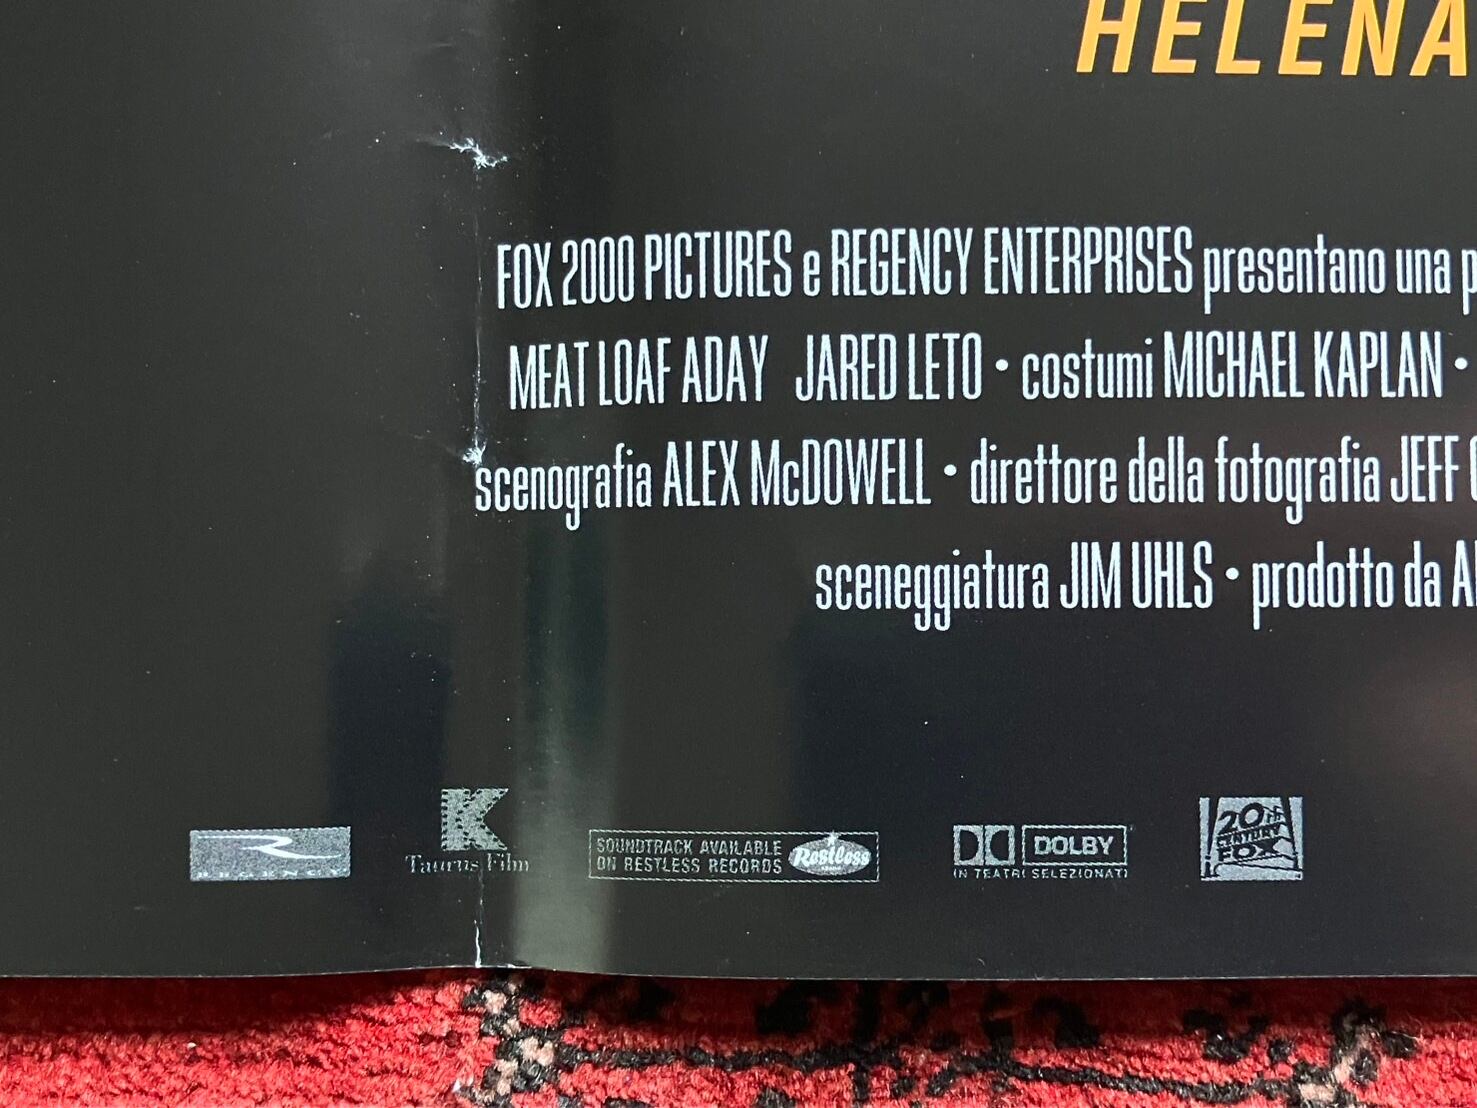 HELENA
FOX 2000 PICTURES e REGENCY ENTERPRISES presentano una p
MEAT LOAF ADAY JARED LETO • costumi MICHAEL KAPLAN •
scenografia ALEX McDOWELL • direttore della fotografia JEFF
sceneggiatura JIM UHLS • prodotto da A
R
REGENCY
K
Taurus Film
SOUNDTRACK AVAILABLE
ON RESTLESS RECORDS
Restless
DOLBY
IN TEATRI SELEZIONATI
20th
CENTURY
FOX